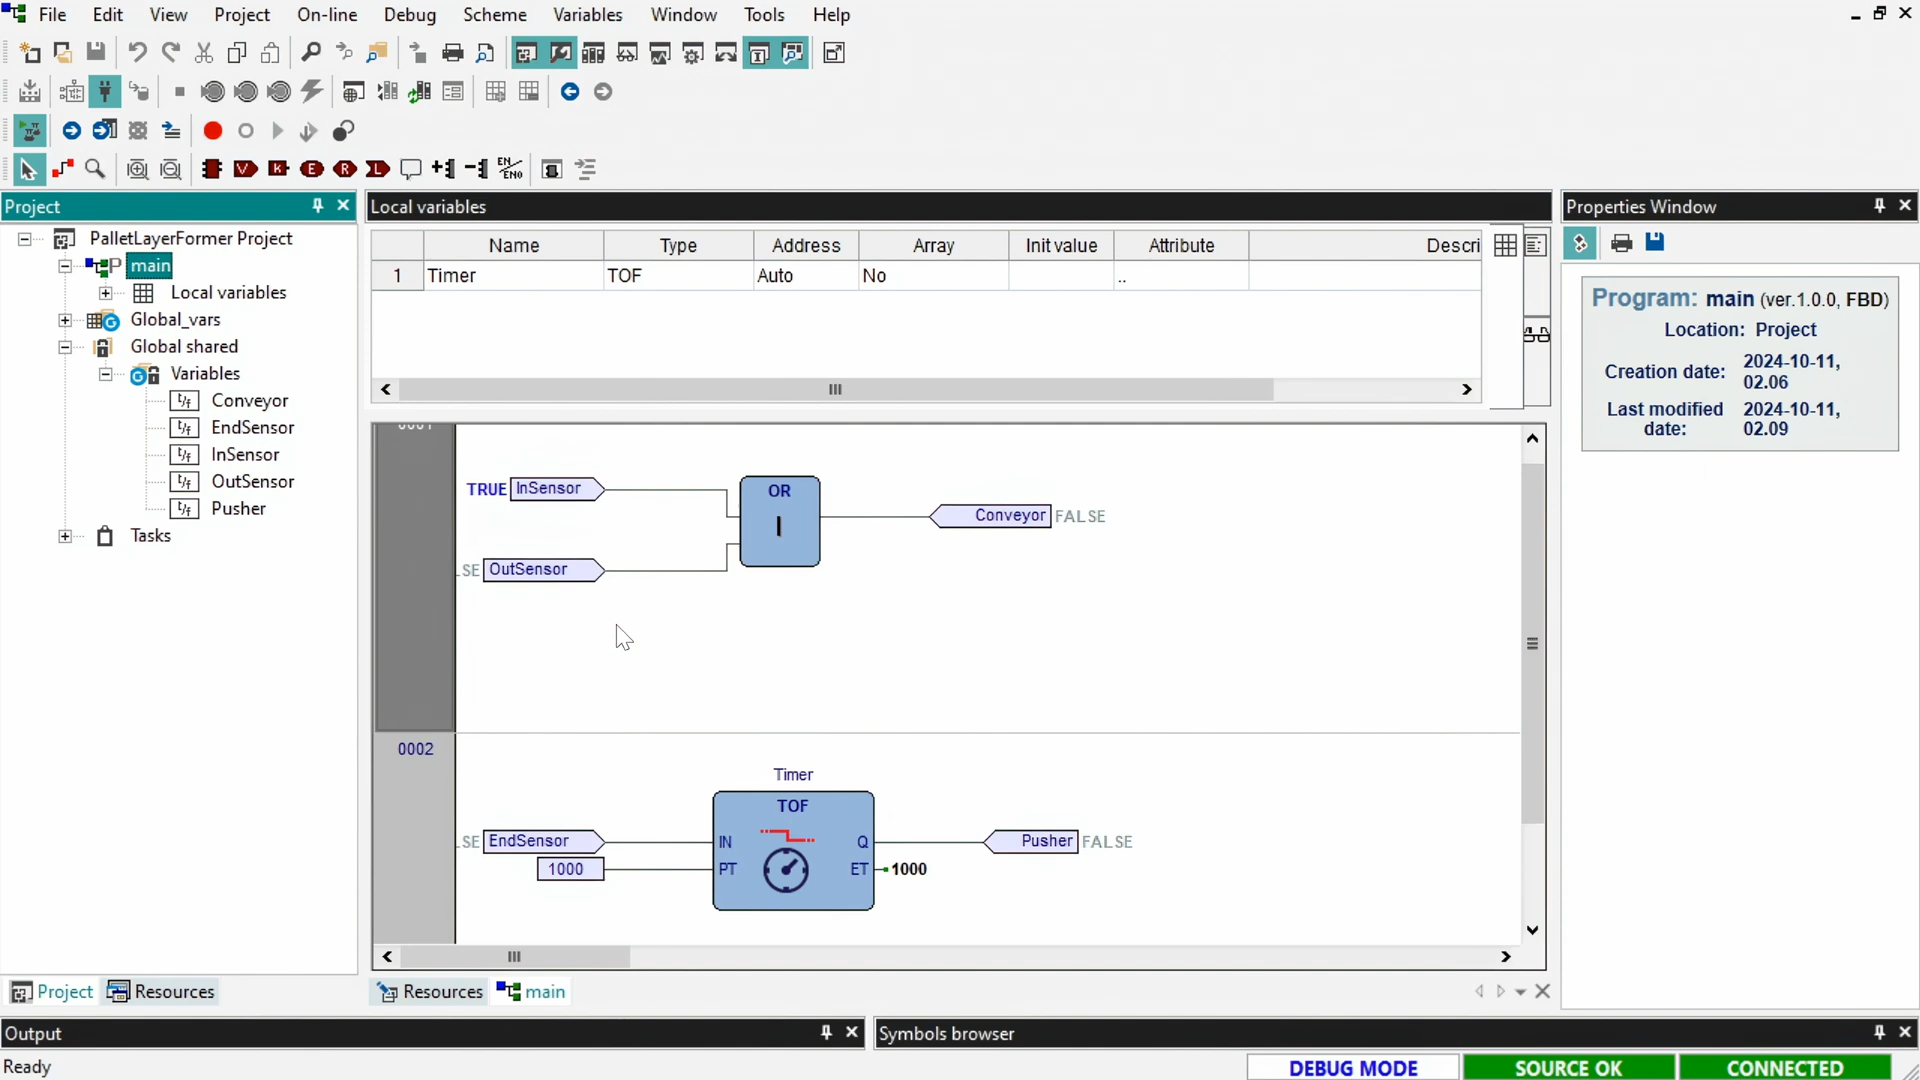 File Edit View Project On-line Debug Scheme Variables Window Tools Help
V K E R L EN/ENO
Project
Local variables
Properties Window
PalletLayerFormer Project
main
Local variables
Global_vars
Global shared
Variables
Conveyor
EndSensor
InSensor
OutSensor
Pusher
Tasks
Name Type Address Array Init value Attribute Descri
1 Timer TOF Auto No ..
Program: main (ver.1.0.0, FBD)
Location: Project
Creation date: 2024-10-11, 02.06
Last modified date: 2024-10-11, 02.09
0001
TRUE InSensor
OR
Conveyor FALSE
LSE OutSensor
0002
Timer
TOF
LSE EndSensor IN Q Pusher FALSE
1000 PT ET 1000
Project Resources
Resources main
Output
Symbols browser
Ready
DEBUG MODE SOURCE OK CONNECTED